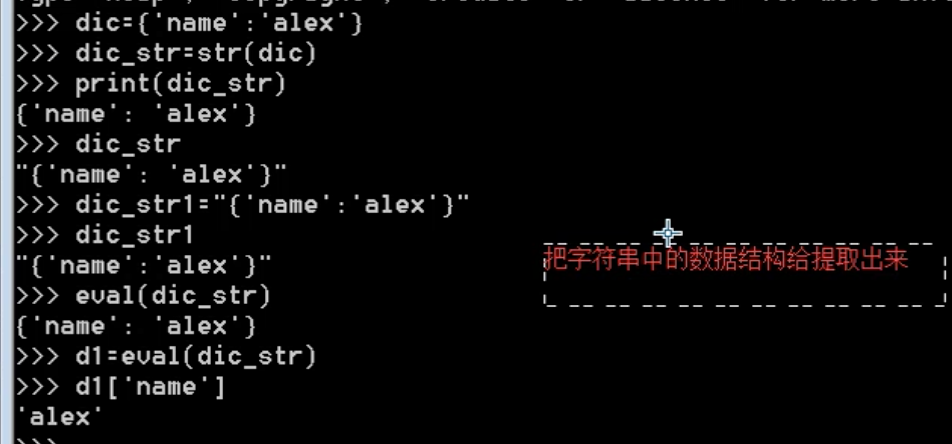 >>> dic={'name':'alex'}
>>> dic_str=str(dic)
>>> print(dic_str)
{'name': 'alex'}
>>> dic_str
"{'name': 'alex'}"
>>> dic_str1="{'name':'alex'}"
>>> dic_str1
"{'name':'alex'}"
把字符串中的数据结构给提取出来
>>> eval(dic_str)
{'name': 'alex'}
>>> d1=eval(dic_str)
>>> d1['name']
'alex'
>>>